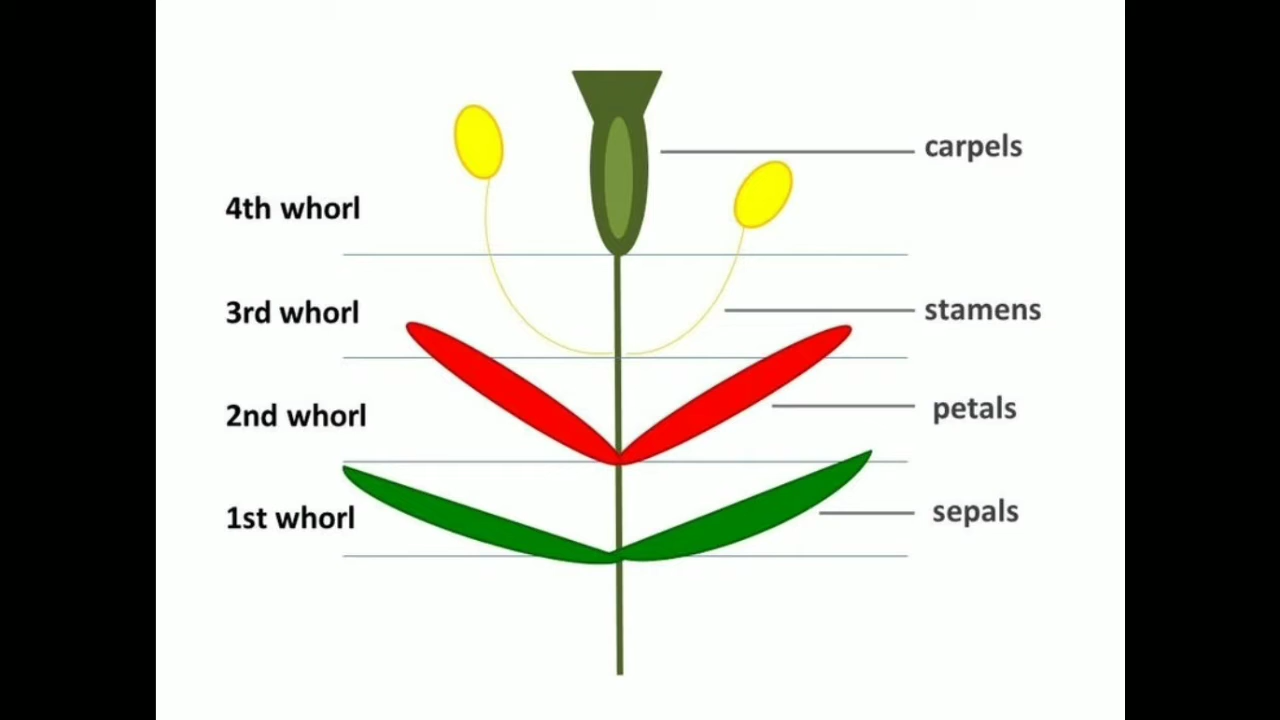 carpels
4th whorl
3rd whorl
stamens
2nd whorl
petals
1st whorl
sepals